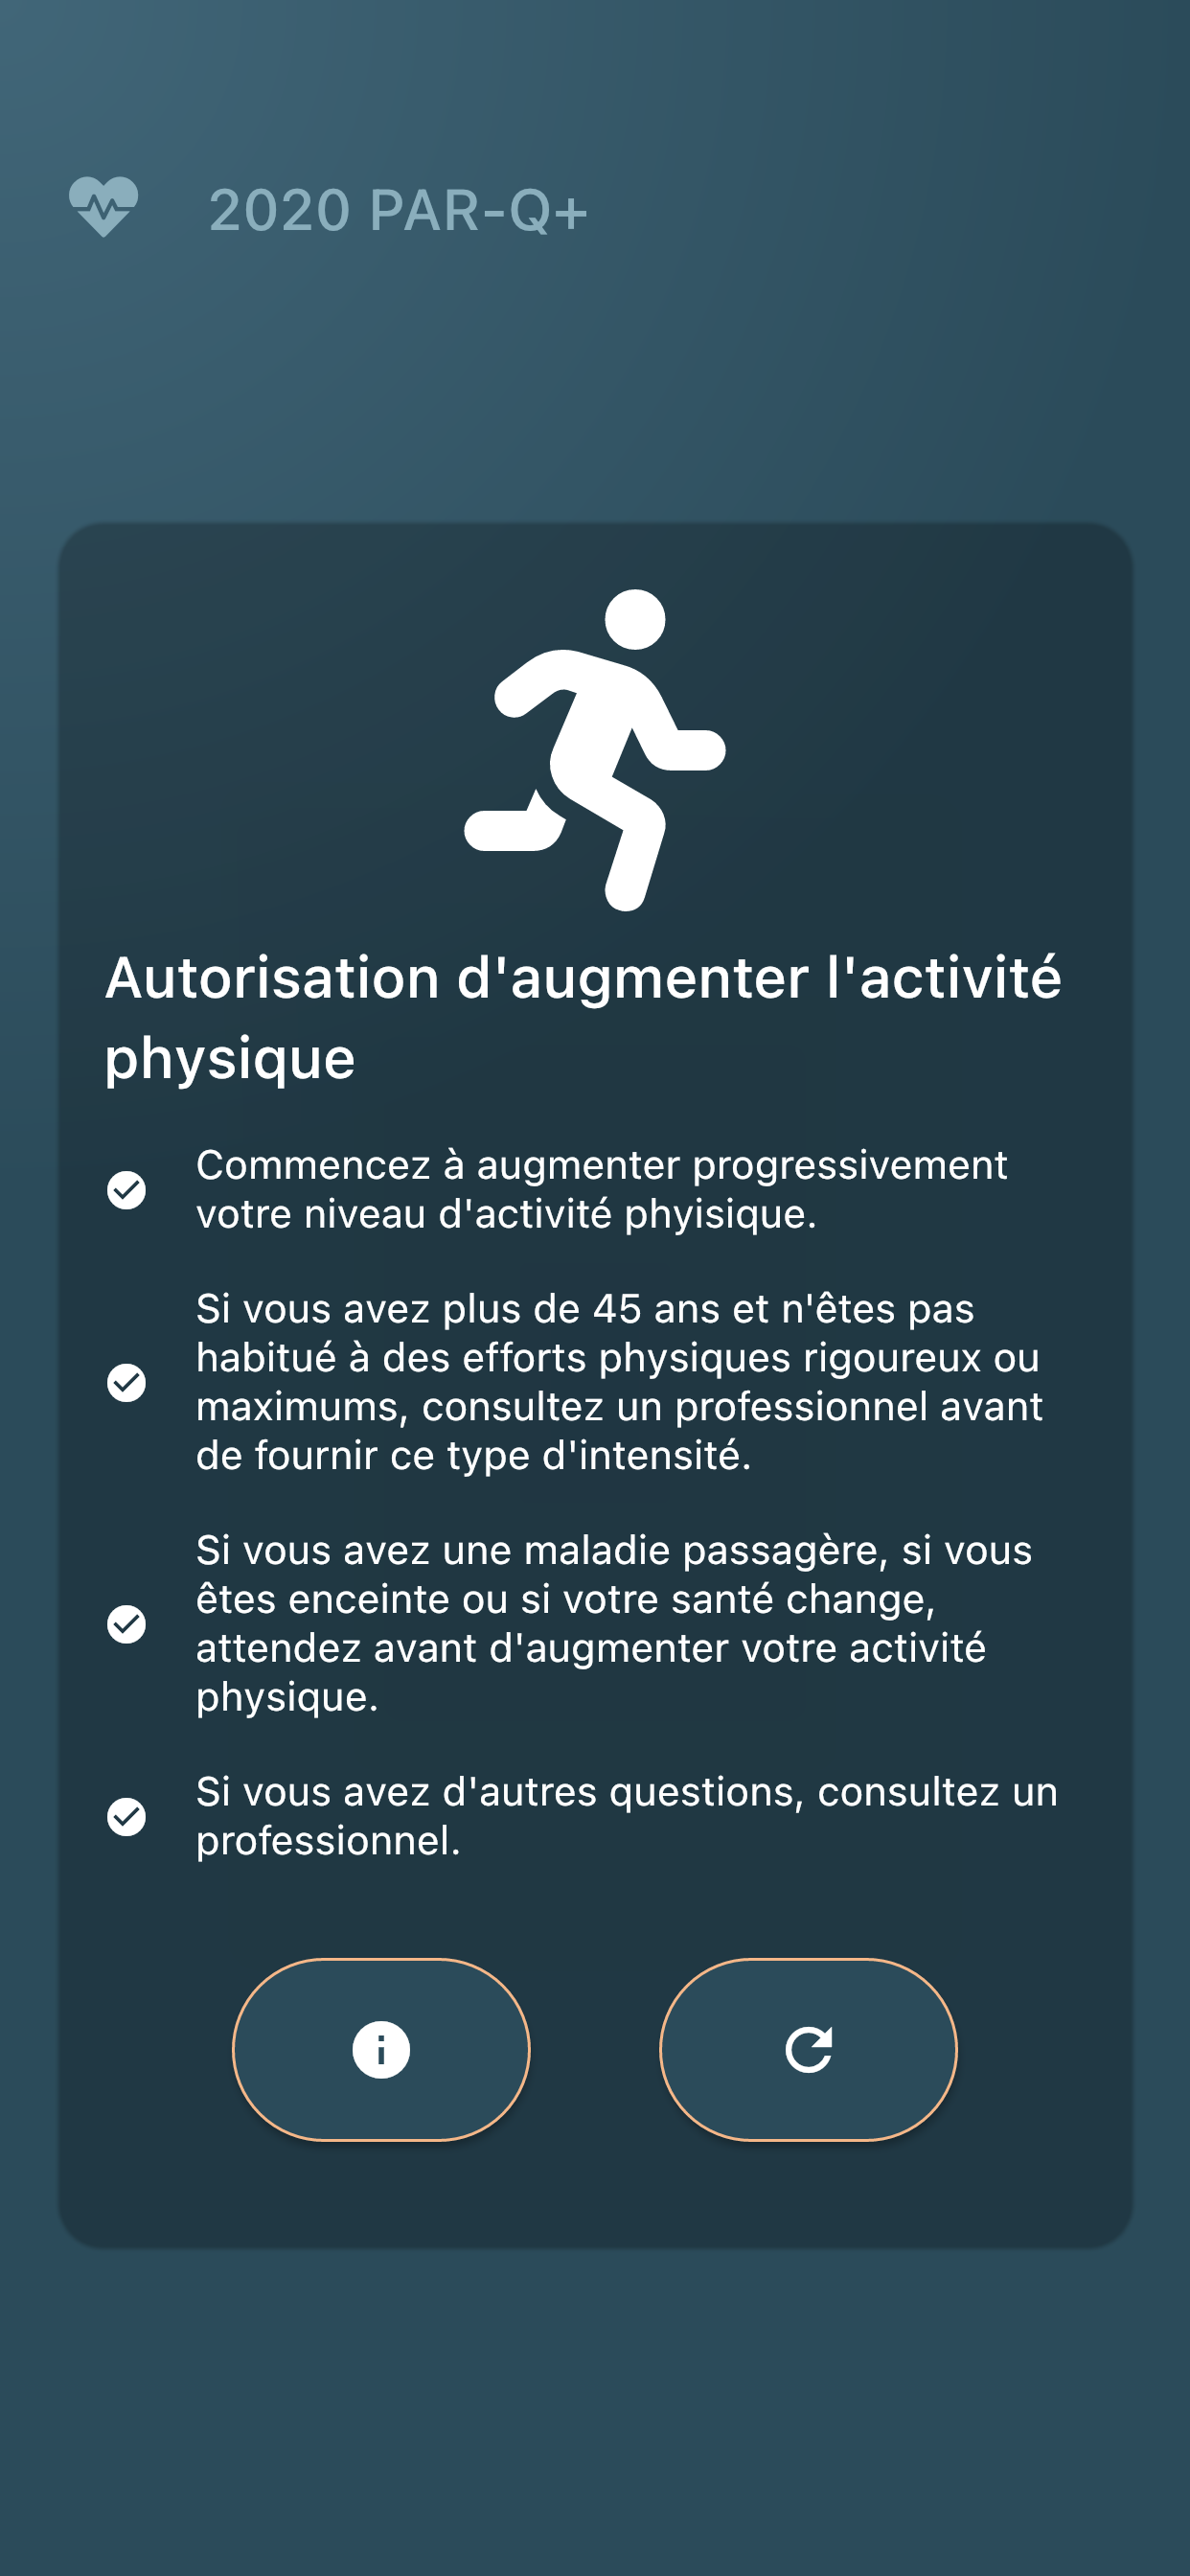 2020 PAR-Q+
Autorisation d'augmenter l'activité
physique
Commencez à augmenter progressivement
votre niveau d'activité phyisique.
Si vous avez plus de 45 ans et n'êtes pas
habitué à des efforts physiques rigoureux ou
maximums, consultez un professionnel avant
de fournir ce type d'intensité.
Si vous avez une maladie passagère, si vous
êtes enceinte ou si votre santé change,
attendez avant d'augmenter votre activité
physique.
Si vous avez d'autres questions, consultez un
professionnel.